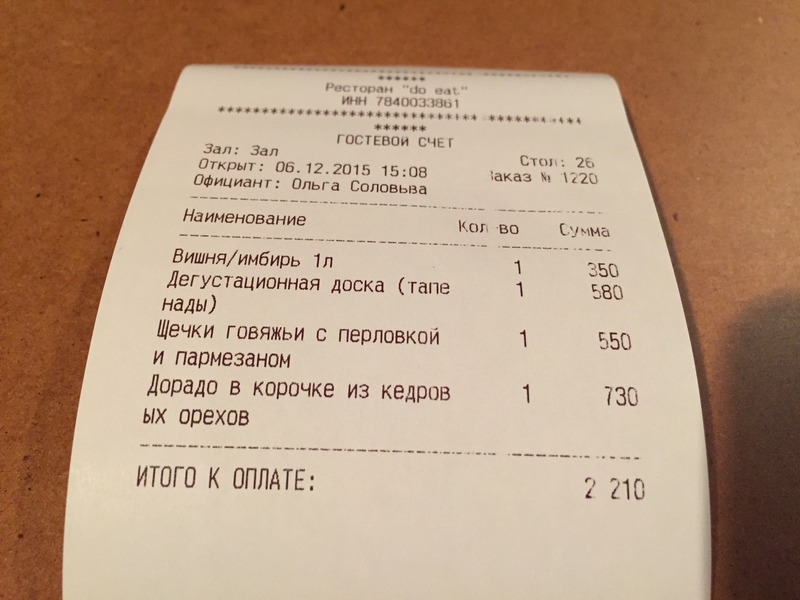 ******
Ресторан "do eat"
ИНН 7840033861
******************************************
******
ГОСТЕВОЙ СЧЕТ
Зал: Зал Стол: 26
Открыт: 06.12.2015 15:08 Заказ № 1220
Официант: Ольга Соловьва
Наименование Кол-во Сумма
Вишня/имбирь 1л 1 350
Дегустационная доска (тапе 1 580
нады)
Щечки говяжьи с перловкой 1 550
и пармезаном
Дорадо в корочке из кедров 1 730
ых орехов
ИТОГО К ОПЛАТЕ: 2 210